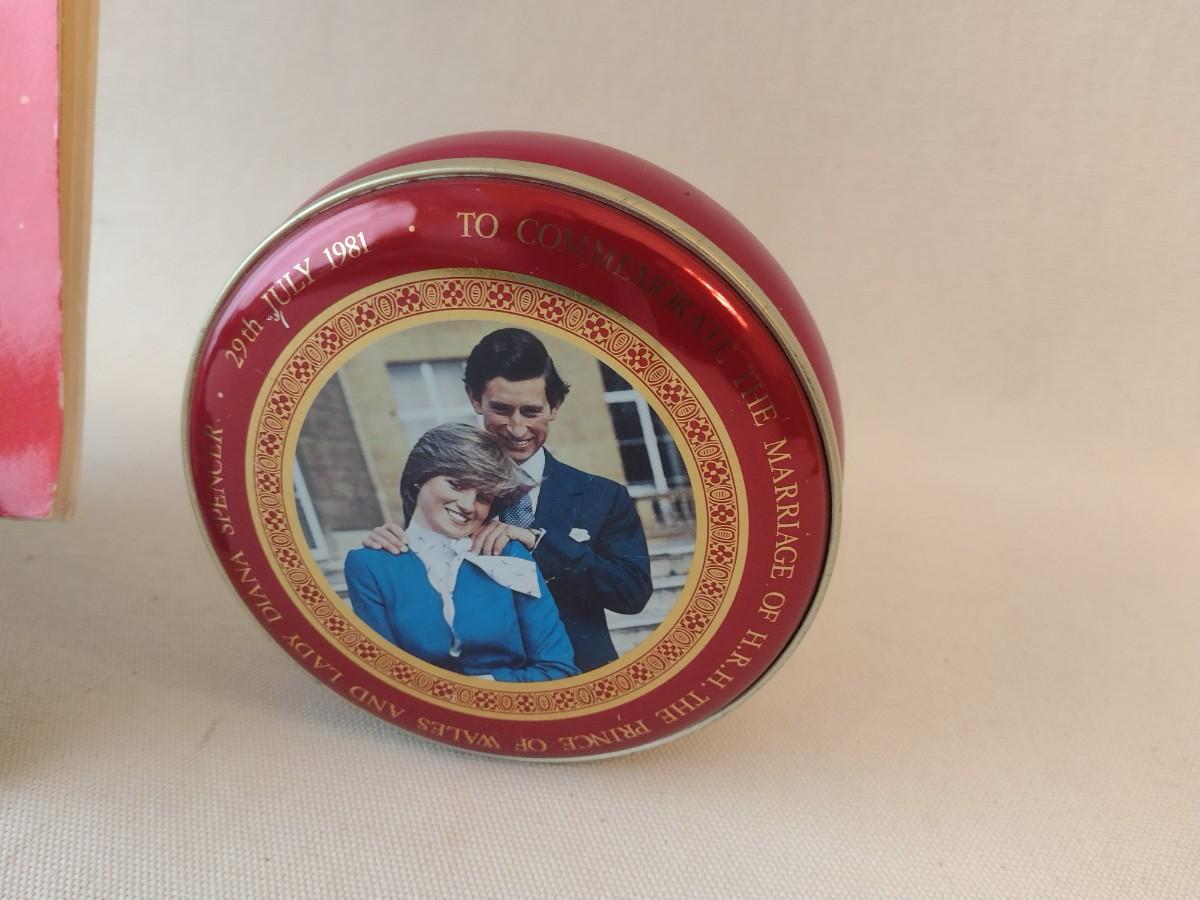 TO COMMEMORATE THE MARRIAGE OF H.R.H. THE PRINCE OF WALES AND LADY DIANA SPENCER · 29th JULY 1981 ·